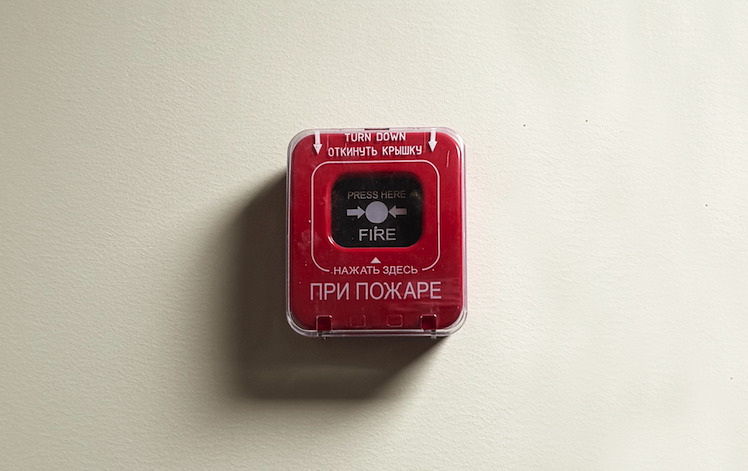 TURN DOWN
ОТКИНУТЬ КРЫШКУ
PRESS HERE
FIRE
НАЖАТЬ ЗДЕСЬ
ПРИ ПОЖАРЕ